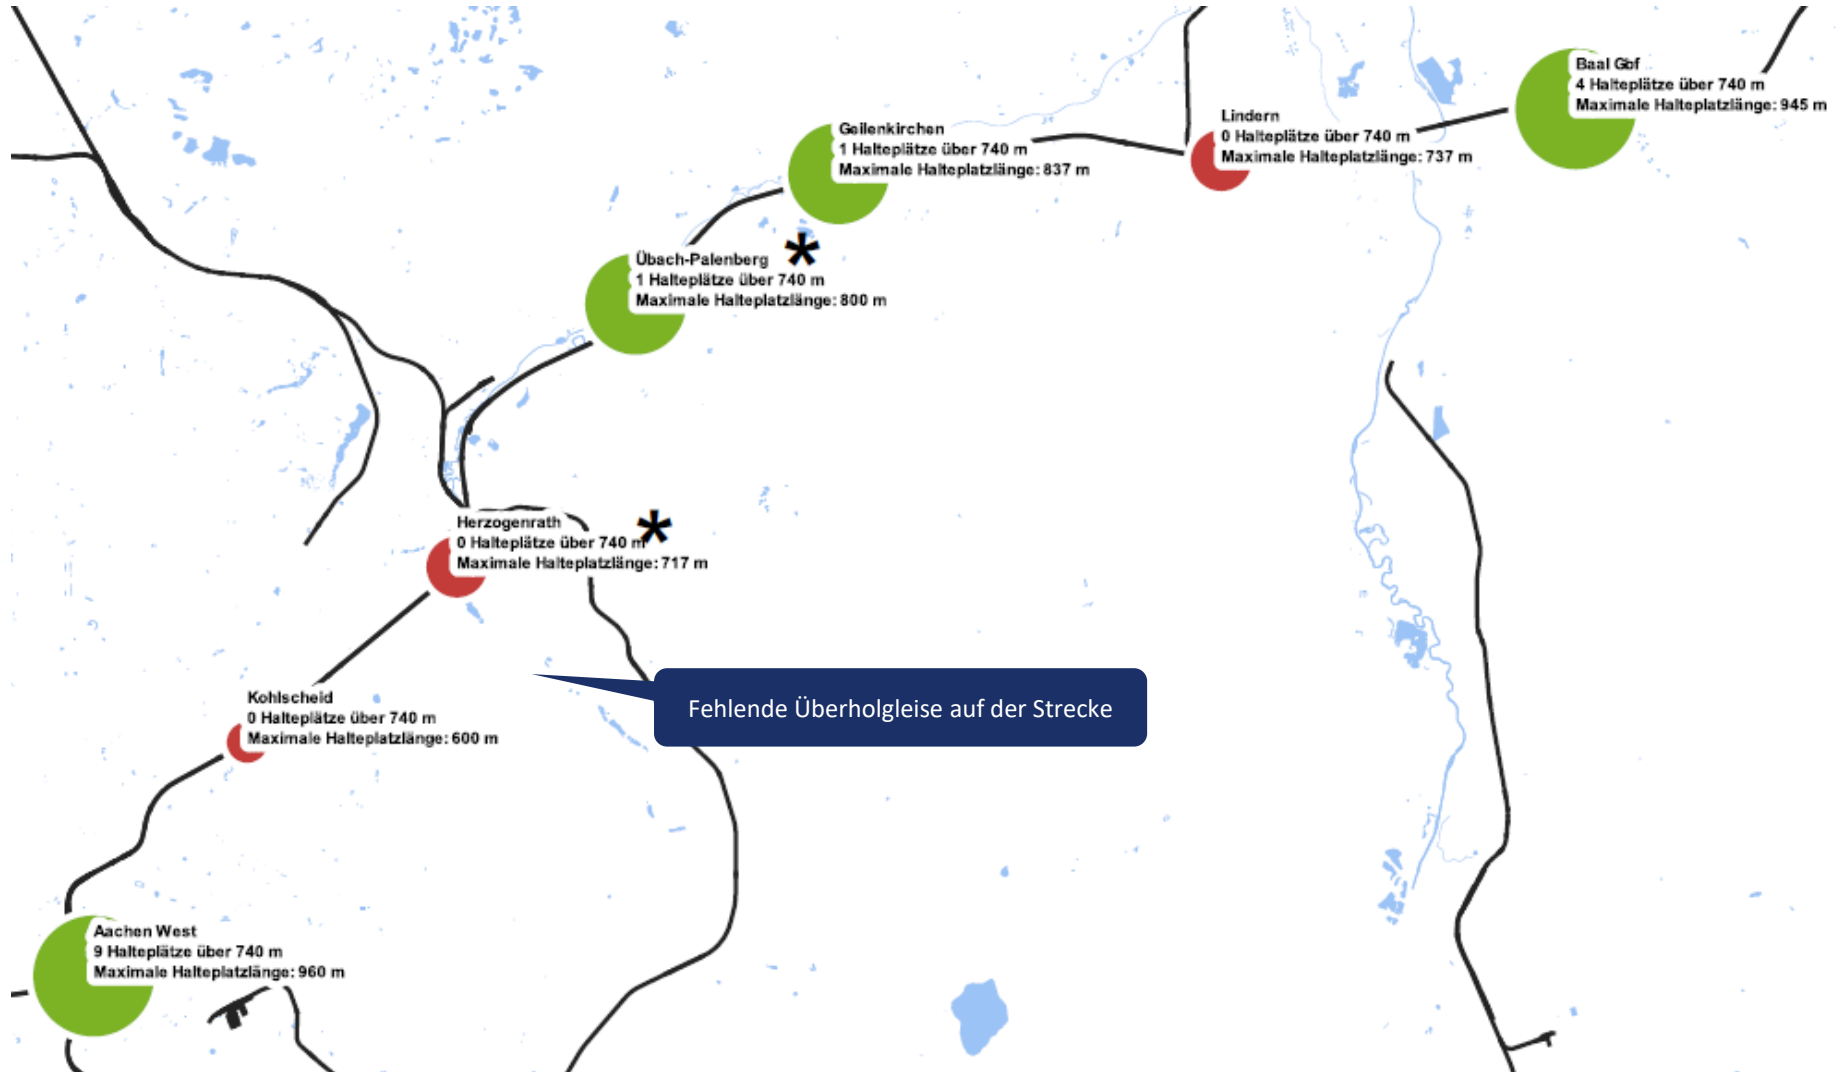 Baal Gbf
4 Halteplätze über 740 m
Maximale Halteplatzlänge: 945 m
Lindern
0 Halteplätze über 740 m
Maximale Halteplatzlänge: 737 m
Geilenkirchen
1 Halteplätze über 740 m
Maximale Halteplatzlänge: 837 m
Übach-Palenberg *
1 Halteplätze über 740 m
Maximale Halteplatzlänge: 800 m
Herzogenrath *
0 Halteplätze über 740 m
Maximale Halteplatzlänge: 717 m
Fehlende Überholgleise auf der Strecke
Kohlscheid
0 Halteplätze über 740 m
Maximale Halteplatzlänge: 600 m
Aachen West
9 Halteplätze über 740 m
Maximale Halteplatzlänge: 960 m